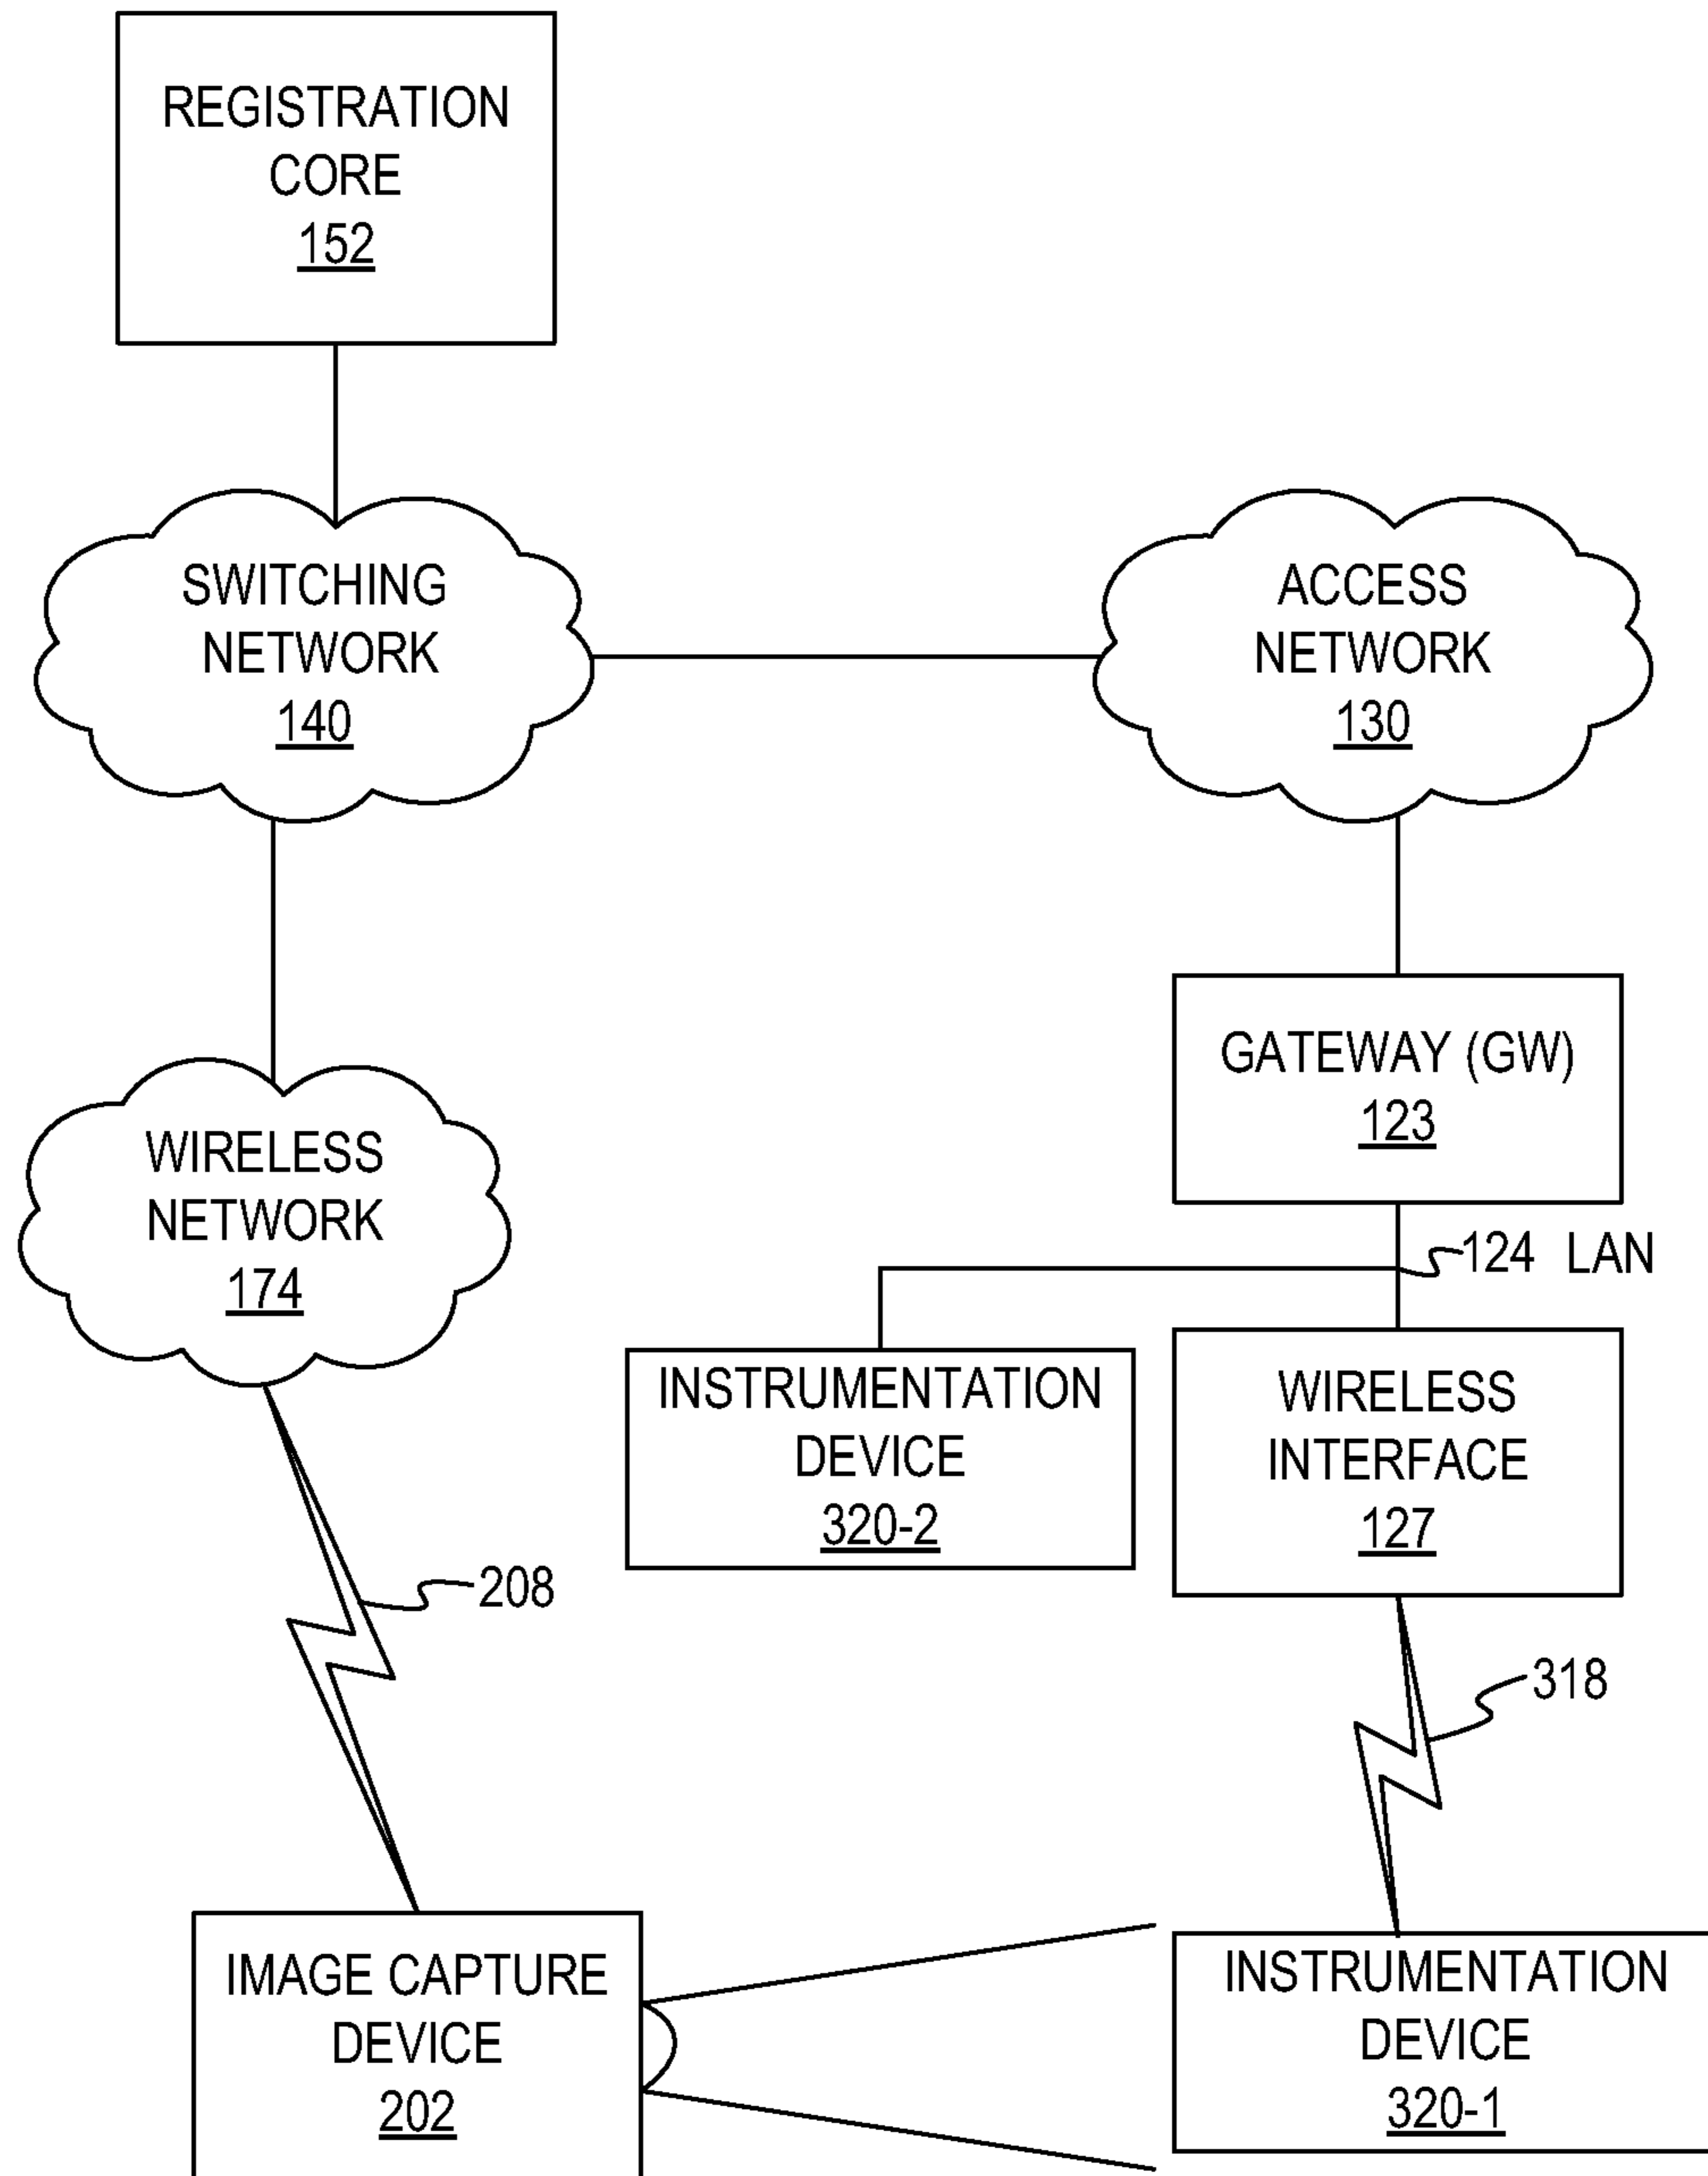 REGISTRATION
CORE
152
SWITCHING
NETWORK
140
ACCESS
NETWORK
130
GATEWAY (GW)
123
WIRELESS
NETWORK
174
124 LAN
INSTRUMENTATION
DEVICE
320-2
WIRELESS
INTERFACE
127
208
318
IMAGE CAPTURE
DEVICE
202
INSTRUMENTATION
DEVICE
320-1